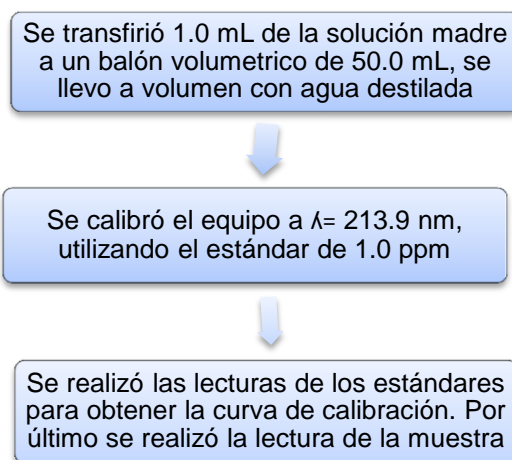 Se transfirió 1.0 mL de la solución madre
a un balón volumetrico de 50.0 mL, se
llevo a volumen con agua destilada
Se calibró el equipo a ʎ= 213.9 nm,
utilizando el estándar de 1.0 ppm
Se realizó las lecturas de los estándares
para obtener la curva de calibración. Por
último se realizó la lectura de la muestra